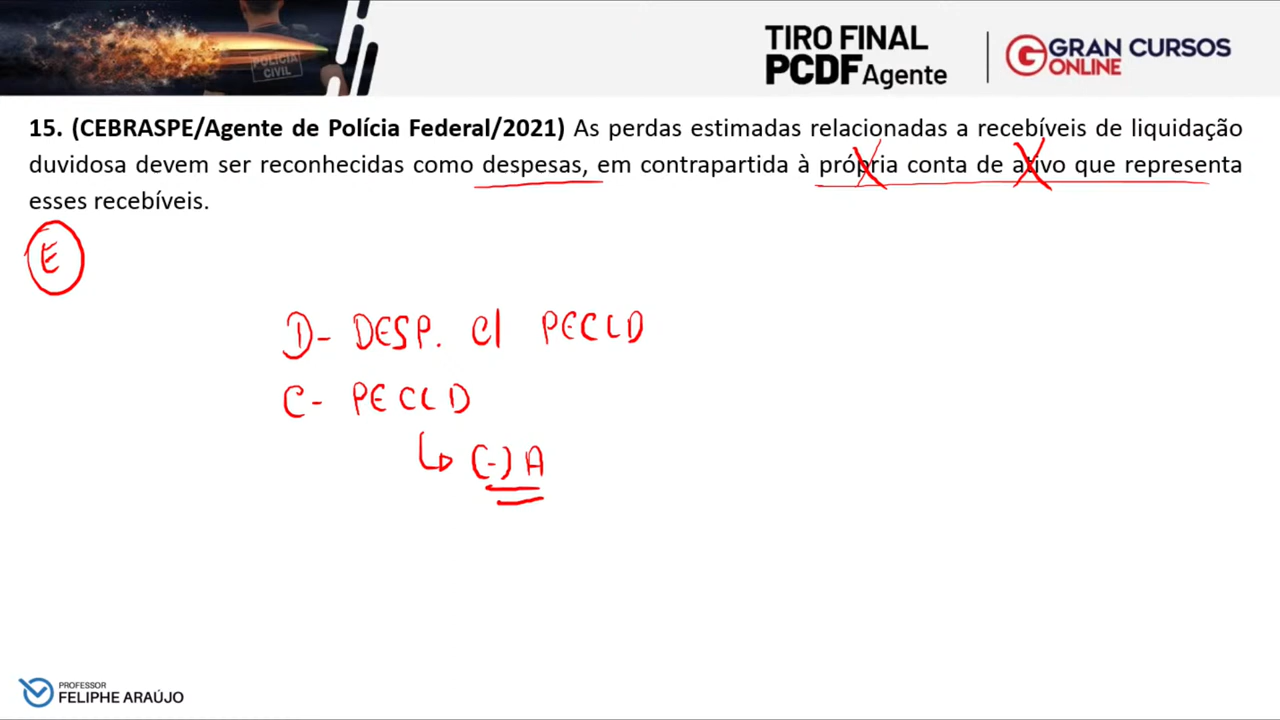 POLÍCIA
CIVIL
TIRO FINAL
PCDF Agente
GRAN CURSOS
ONLINE
15. (CEBRASPE/Agente de Polícia Federal/2021) As perdas estimadas relacionadas a recebíveis de liquidação
duvidosa devem ser reconhecidas como despesas, em contrapartida à própria conta de ativo que representa
esses recebíveis.
E
D- DESP. C/ PECLD
C- PECLD
(-) A
PROFESSOR
FELIPHE ARAÚJO